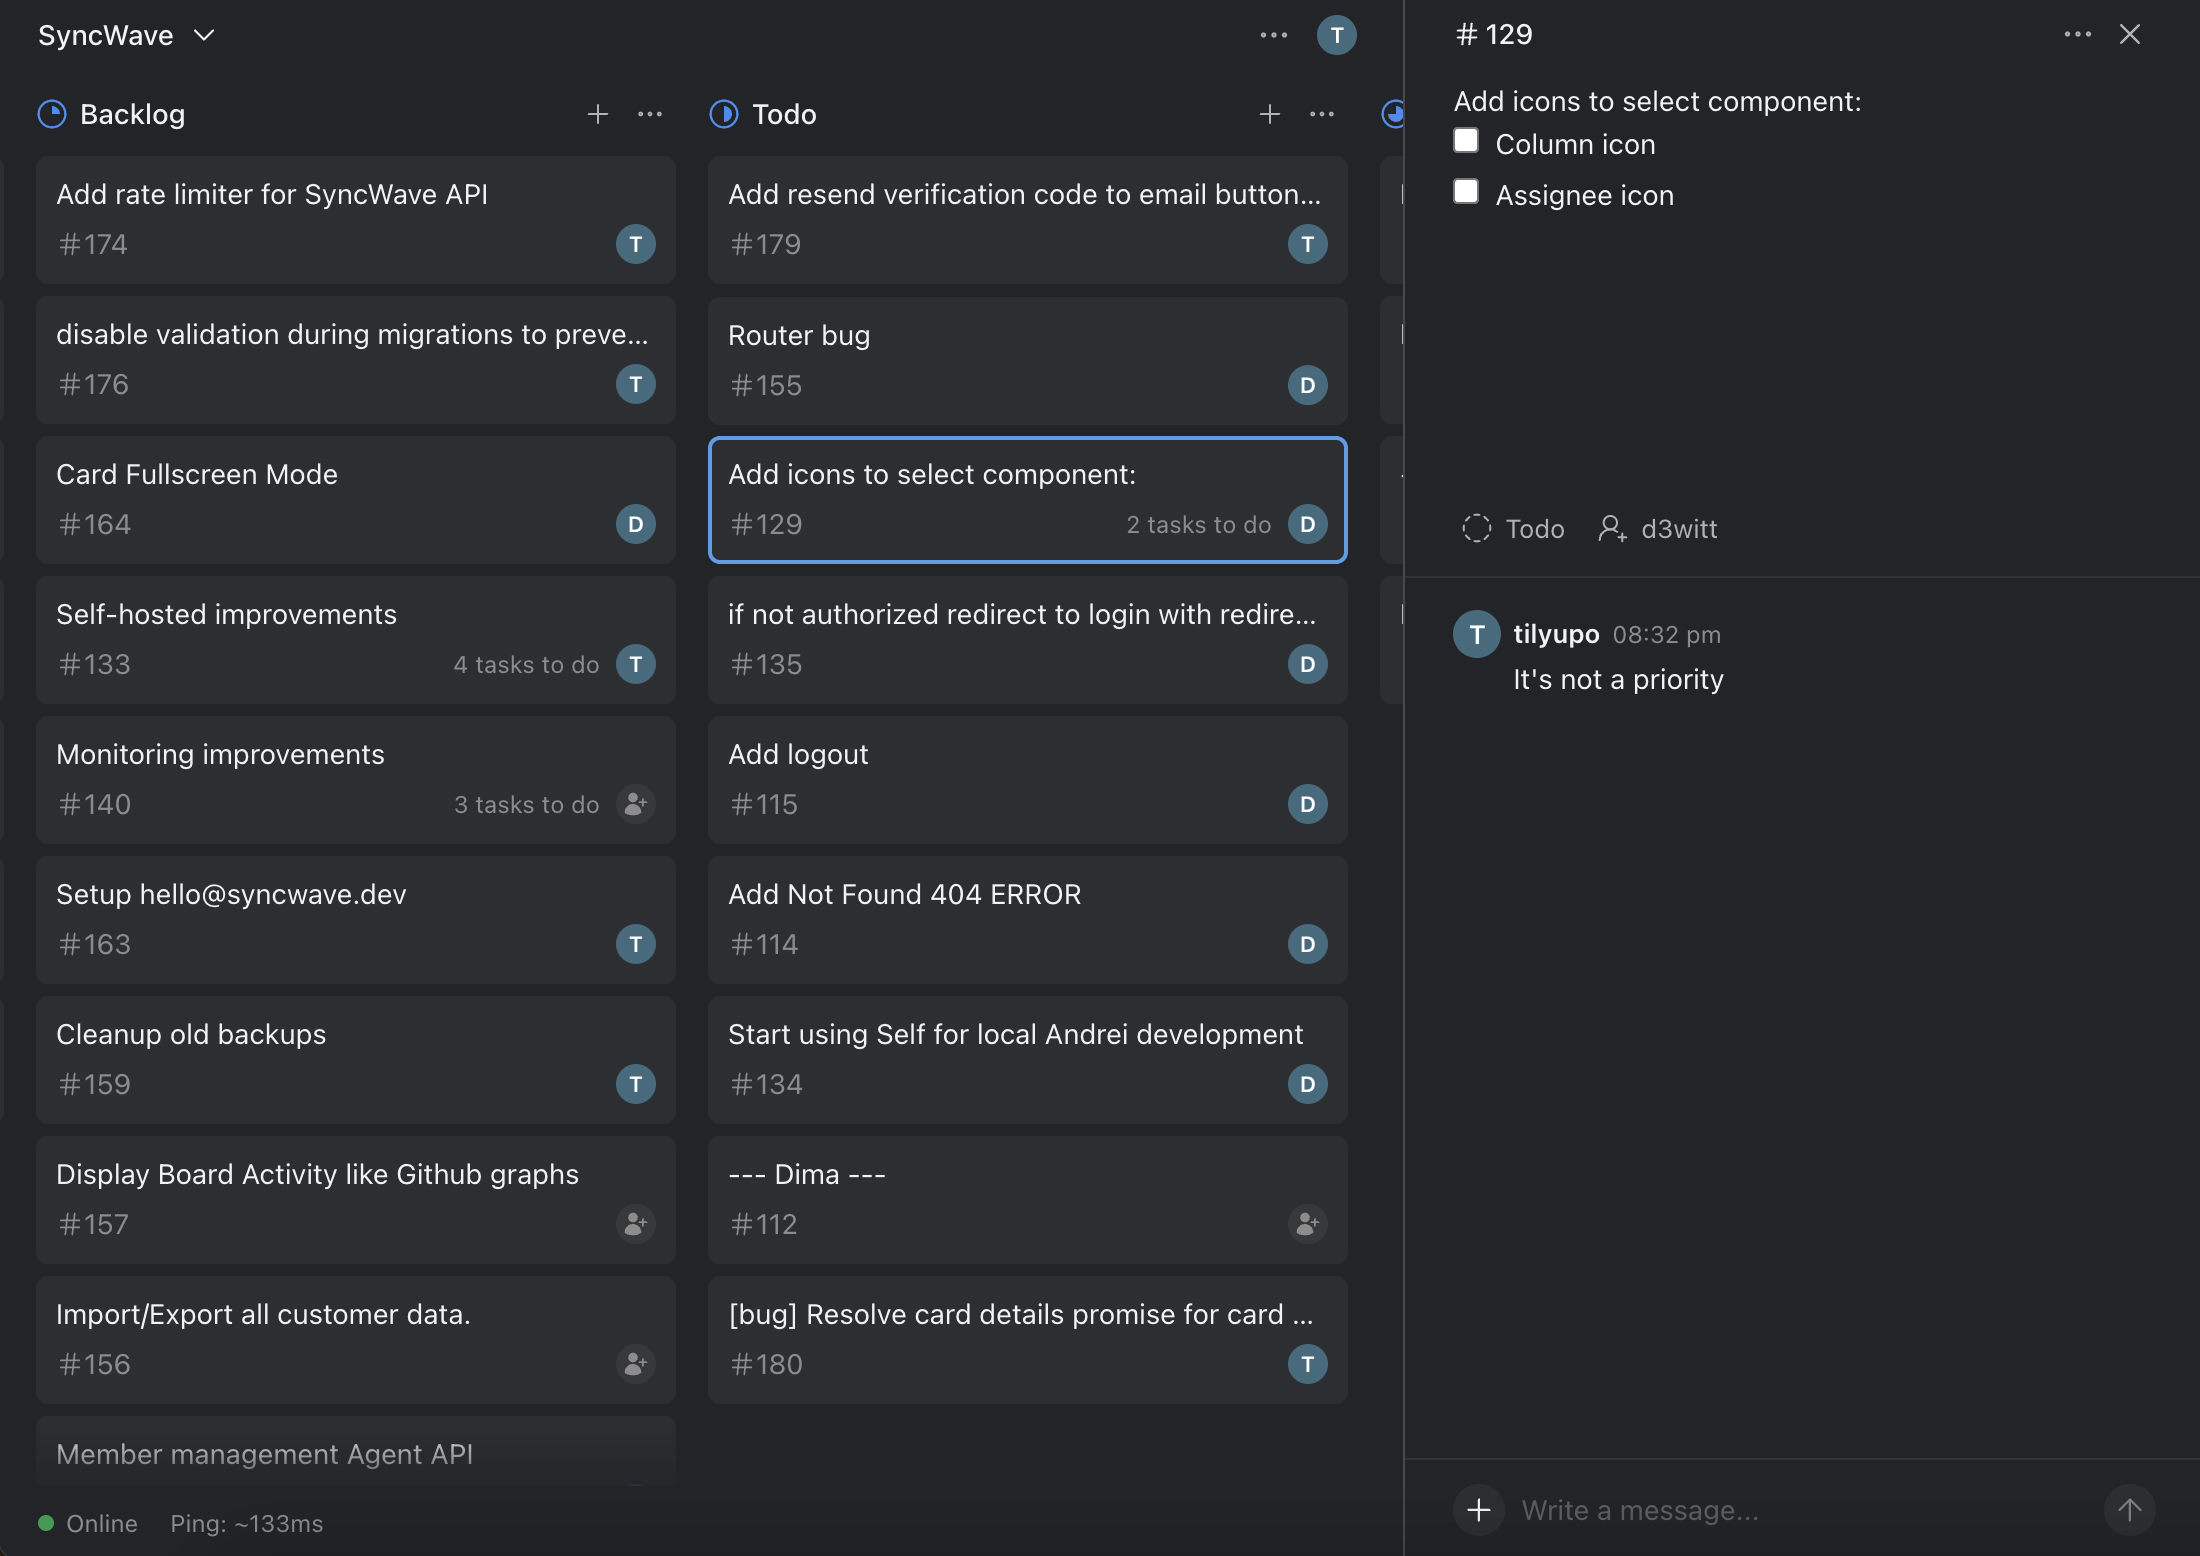 SyncWave
T
Backlog
Add rate limiter for SyncWave API
#174
T
disable validation during migrations to preve...
#176
T
Card Fullscreen Mode
#164
D
Self-hosted improvements
#133
4 tasks to do
T
Monitoring improvements
#140
3 tasks to do
Setup hello@syncwave.dev
#163
T
Cleanup old backups
#159
T
Display Board Activity like Github graphs
#157
Import/Export all customer data.
#156
Member management Agent API
Todo
Add resend verification code to email button...
#179
T
Router bug
#155
D
Add icons to select component:
#129
2 tasks to do
D
if not authorized redirect to login with redire...
#135
D
Add logout
#115
D
Add Not Found 404 ERROR
#114
D
Start using Self for local Andrei development
#134
D
--- Dima ---
#112
[bug] Resolve card details promise for card ...
#180
T
Online
Ping: ~133ms
# 129
Add icons to select component:
Column icon
Assignee icon
Todo
d3witt
T
tilyupo 08:32 pm
It's not a priority
Write a message...